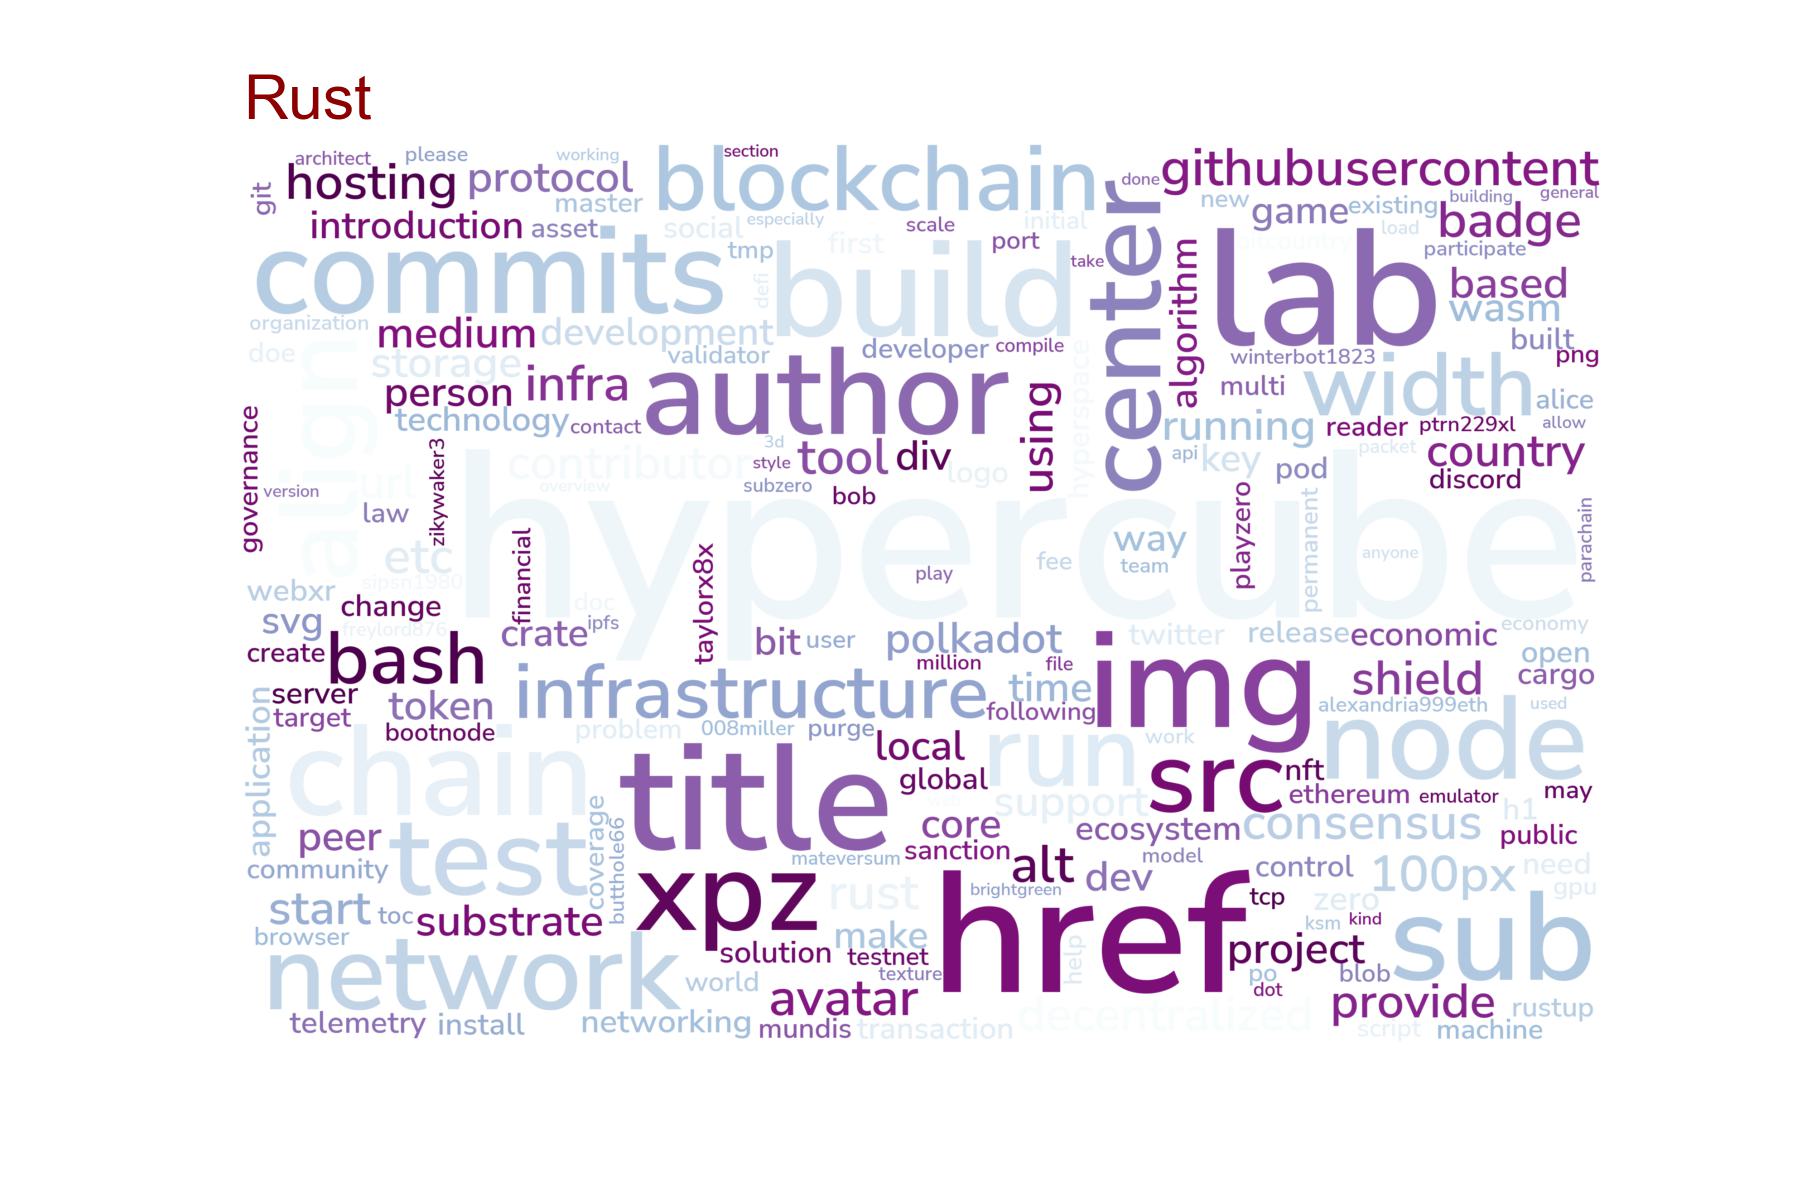 Rust
architect please working section
hosting protocol blockchain done githubusercontent
git master new existing building general
introduction asset social especially scale initial game load badge
commits tmp first port gitcountry participate
build take center algorithm lab based
defi wasm
organization medium development built
doe align storage validator developer compile winterbot1823 png
person infra author using hyperspace multi width alice
technology contact running reader ptrn229xl allow
governance zikywaker3 contributor 3d tool div api key packet country
url style logo pod discord
version overview subzero bob
law hypercube playzero permanent parachain
etc financial taylorx8x fee way team anyone
webxr sipsn1980 play
change doc
svg freylord876 crate ipfs bit user polkadot twitter release economic economy
create bash million file img open
server token infrastructure time shield cargo
target following alexandria999eth used
application bootnode problem 008miller purge local run work node
chain title global src nft
support ethereum emulator h1 may
peer test coverage core ecosystem consensus public
community butthole66 mateversum sanction alt model control 100px need
xpz rust brightgreen dev tcp zero gpu
start toc substrate href ksm kind sub
browser solution make testnet help project
network world texture po blob
avatar dot provide
telemetry install networking mundis transaction decentralized script machine rustup